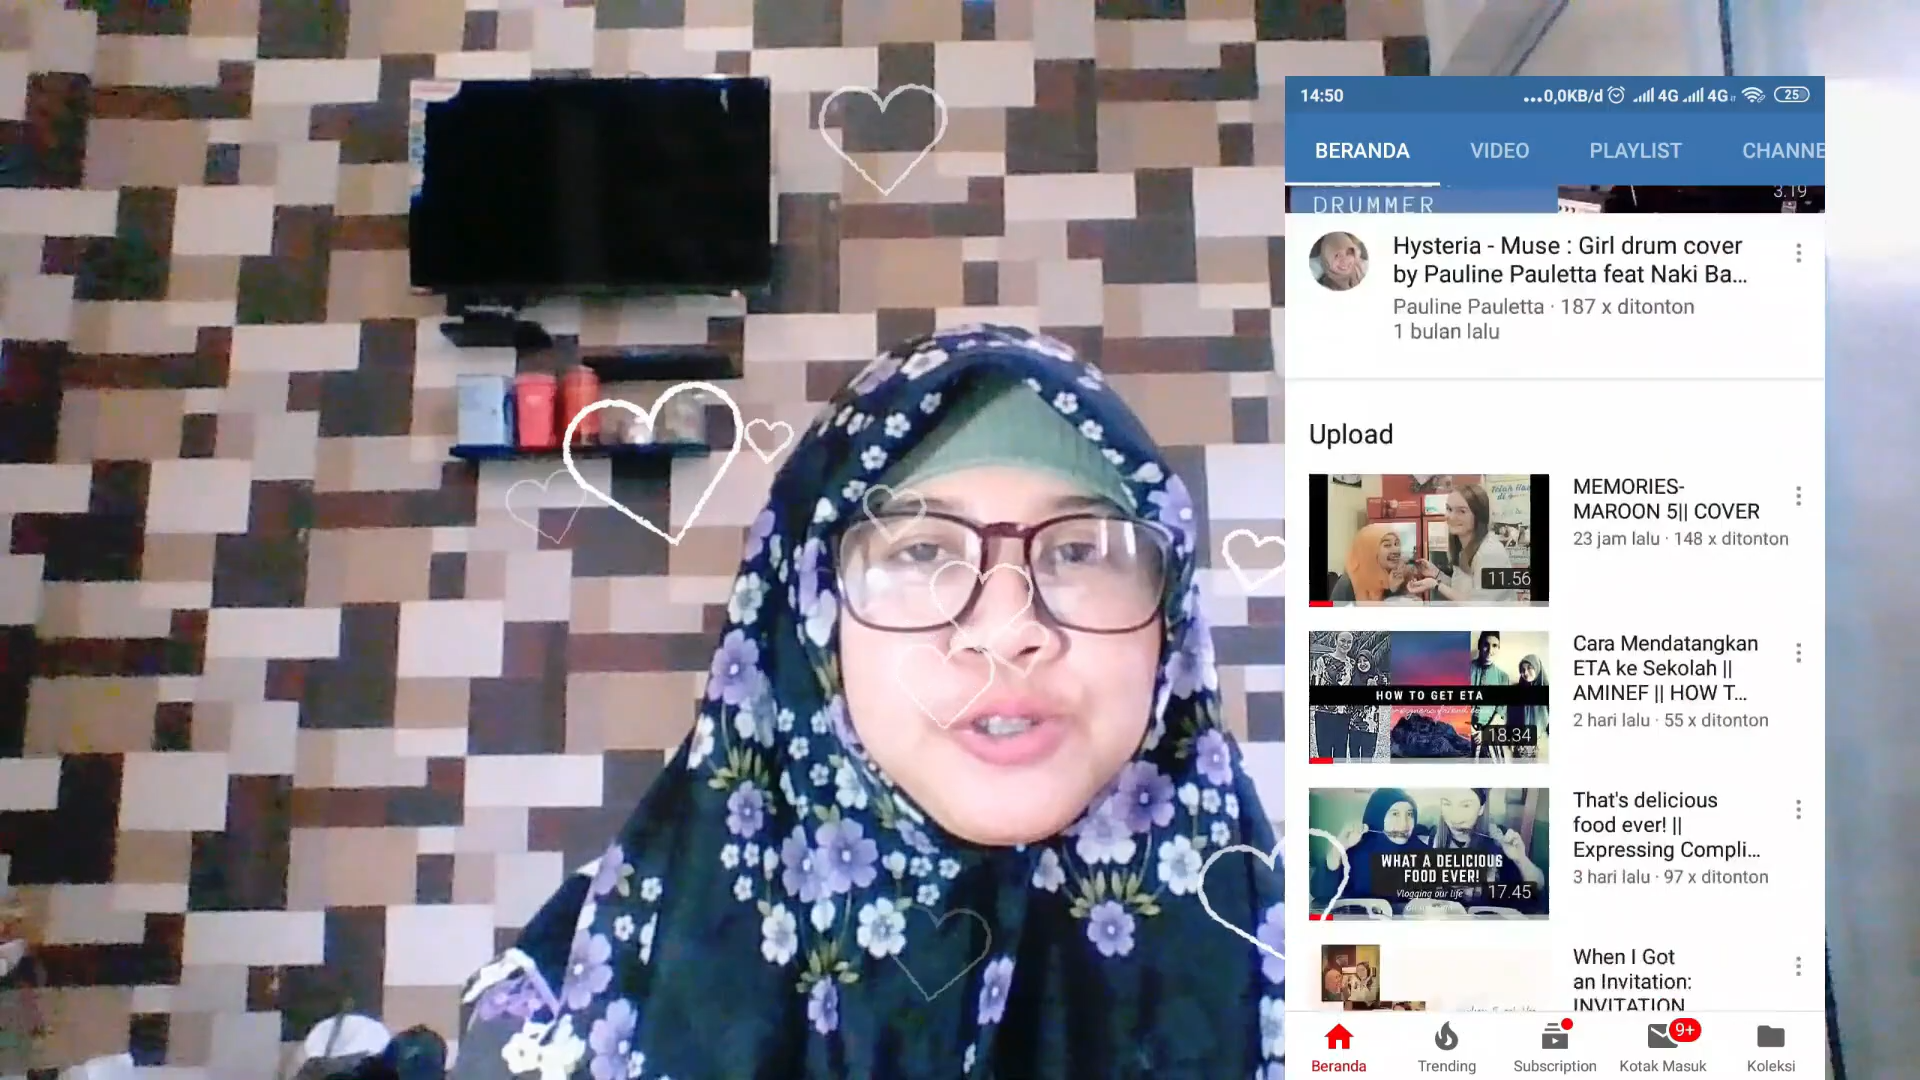 14:50
...0,0KB/d 4G 4G 25
BERANDA VIDEO PLAYLIST CHANNE
DRUMMER
3.19
Hysteria - Muse : Girl drum cover
by Pauline Pauletta feat Naki Ba...
Pauline Pauletta · 187 x ditonton
1 bulan lalu
Upload
MEMORIES-
MAROON 5|| COVER
23 jam lalu · 148 x ditonton
11.56
Cara Mendatangkan
ETA ke Sekolah ||
AMINEF || HOW T...
2 hari lalu · 55 x ditonton
HOW TO GET ETA
18.34
That's delicious
food ever! ||
Expressing Compli...
3 hari lalu · 97 x ditonton
WHAT A DELICIOUS
FOOD EVER!
Vlogging our life
17.45
When I Got
an Invitation:
INVITATION
9+
Beranda Trending Subscription Kotak Masuk Koleksi